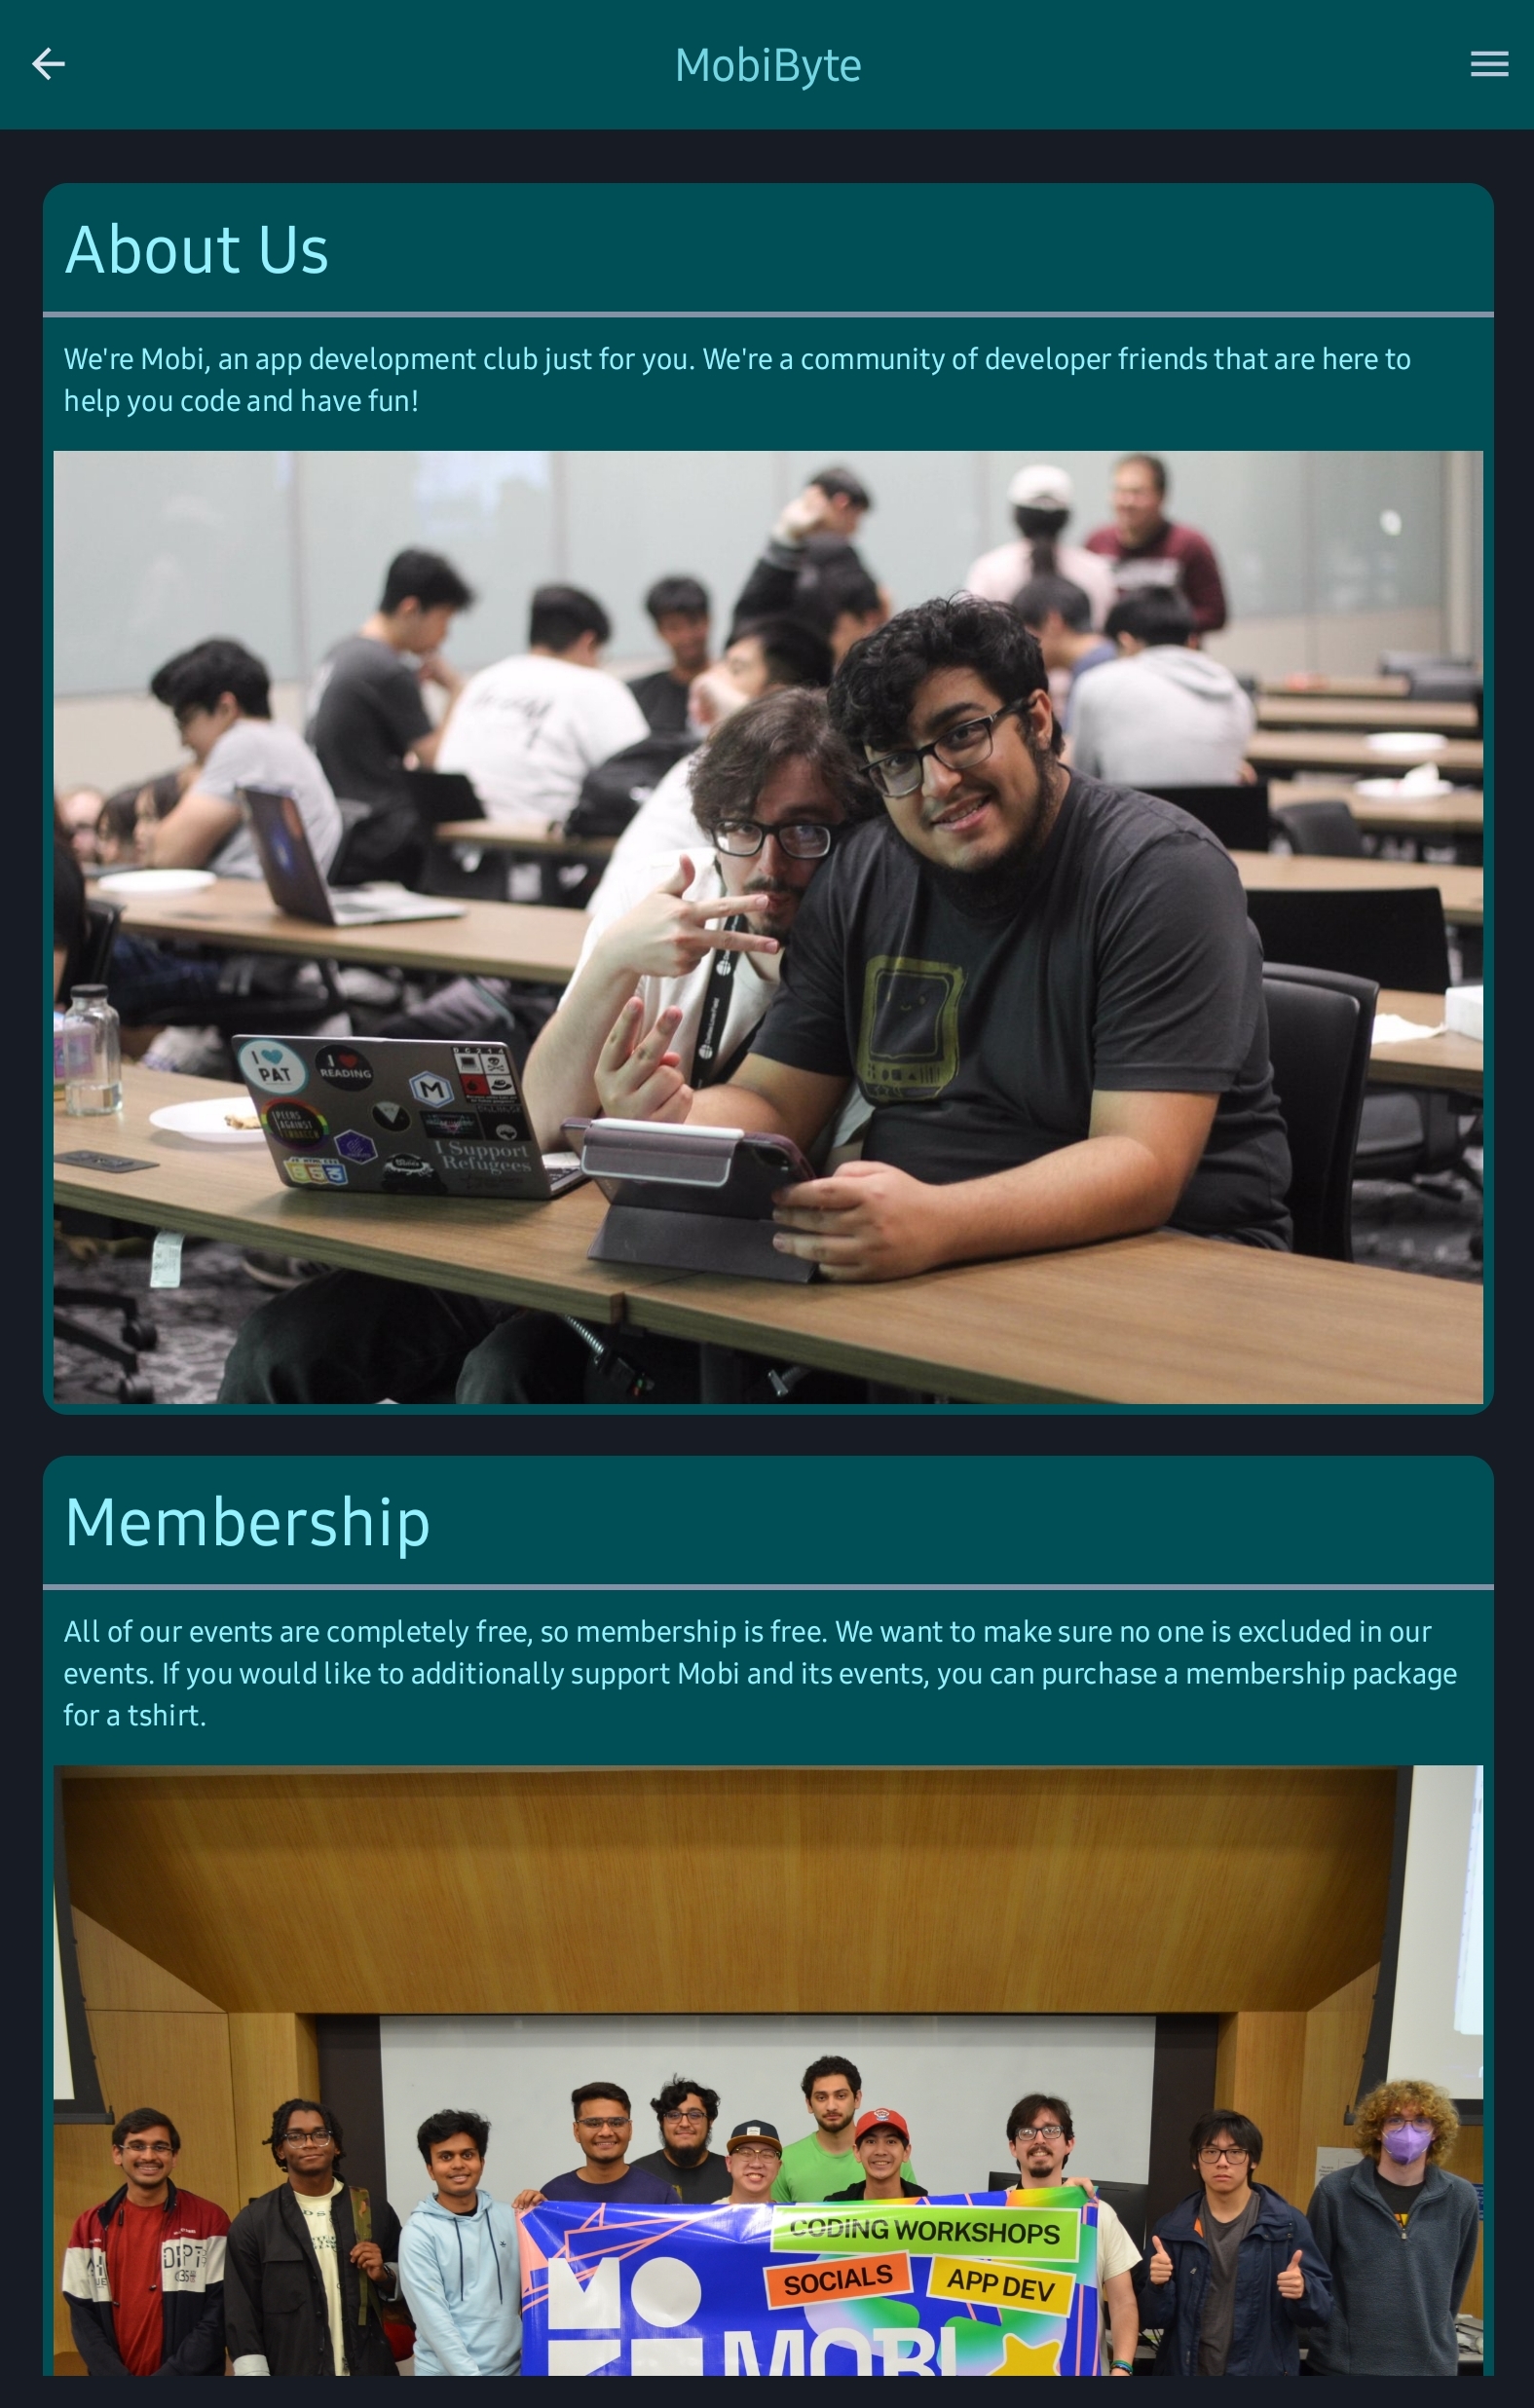 MobiByte
About Us
We're Mobi, an app development club just for you. We're a community of developer friends that are here to
help you code and have fun!
I
PAT
I
READING
M
PEERS
AGAINST
I Support
Refugees
Membership
All of our events are completely free, so membership is free. We want to make sure no one is excluded in our
events. If you would like to additionally support Mobi and its events, you can purchase a membership package
for a tshirt.
CODING WORKSHOPS
SOCIALS
APP DEV
MOBI